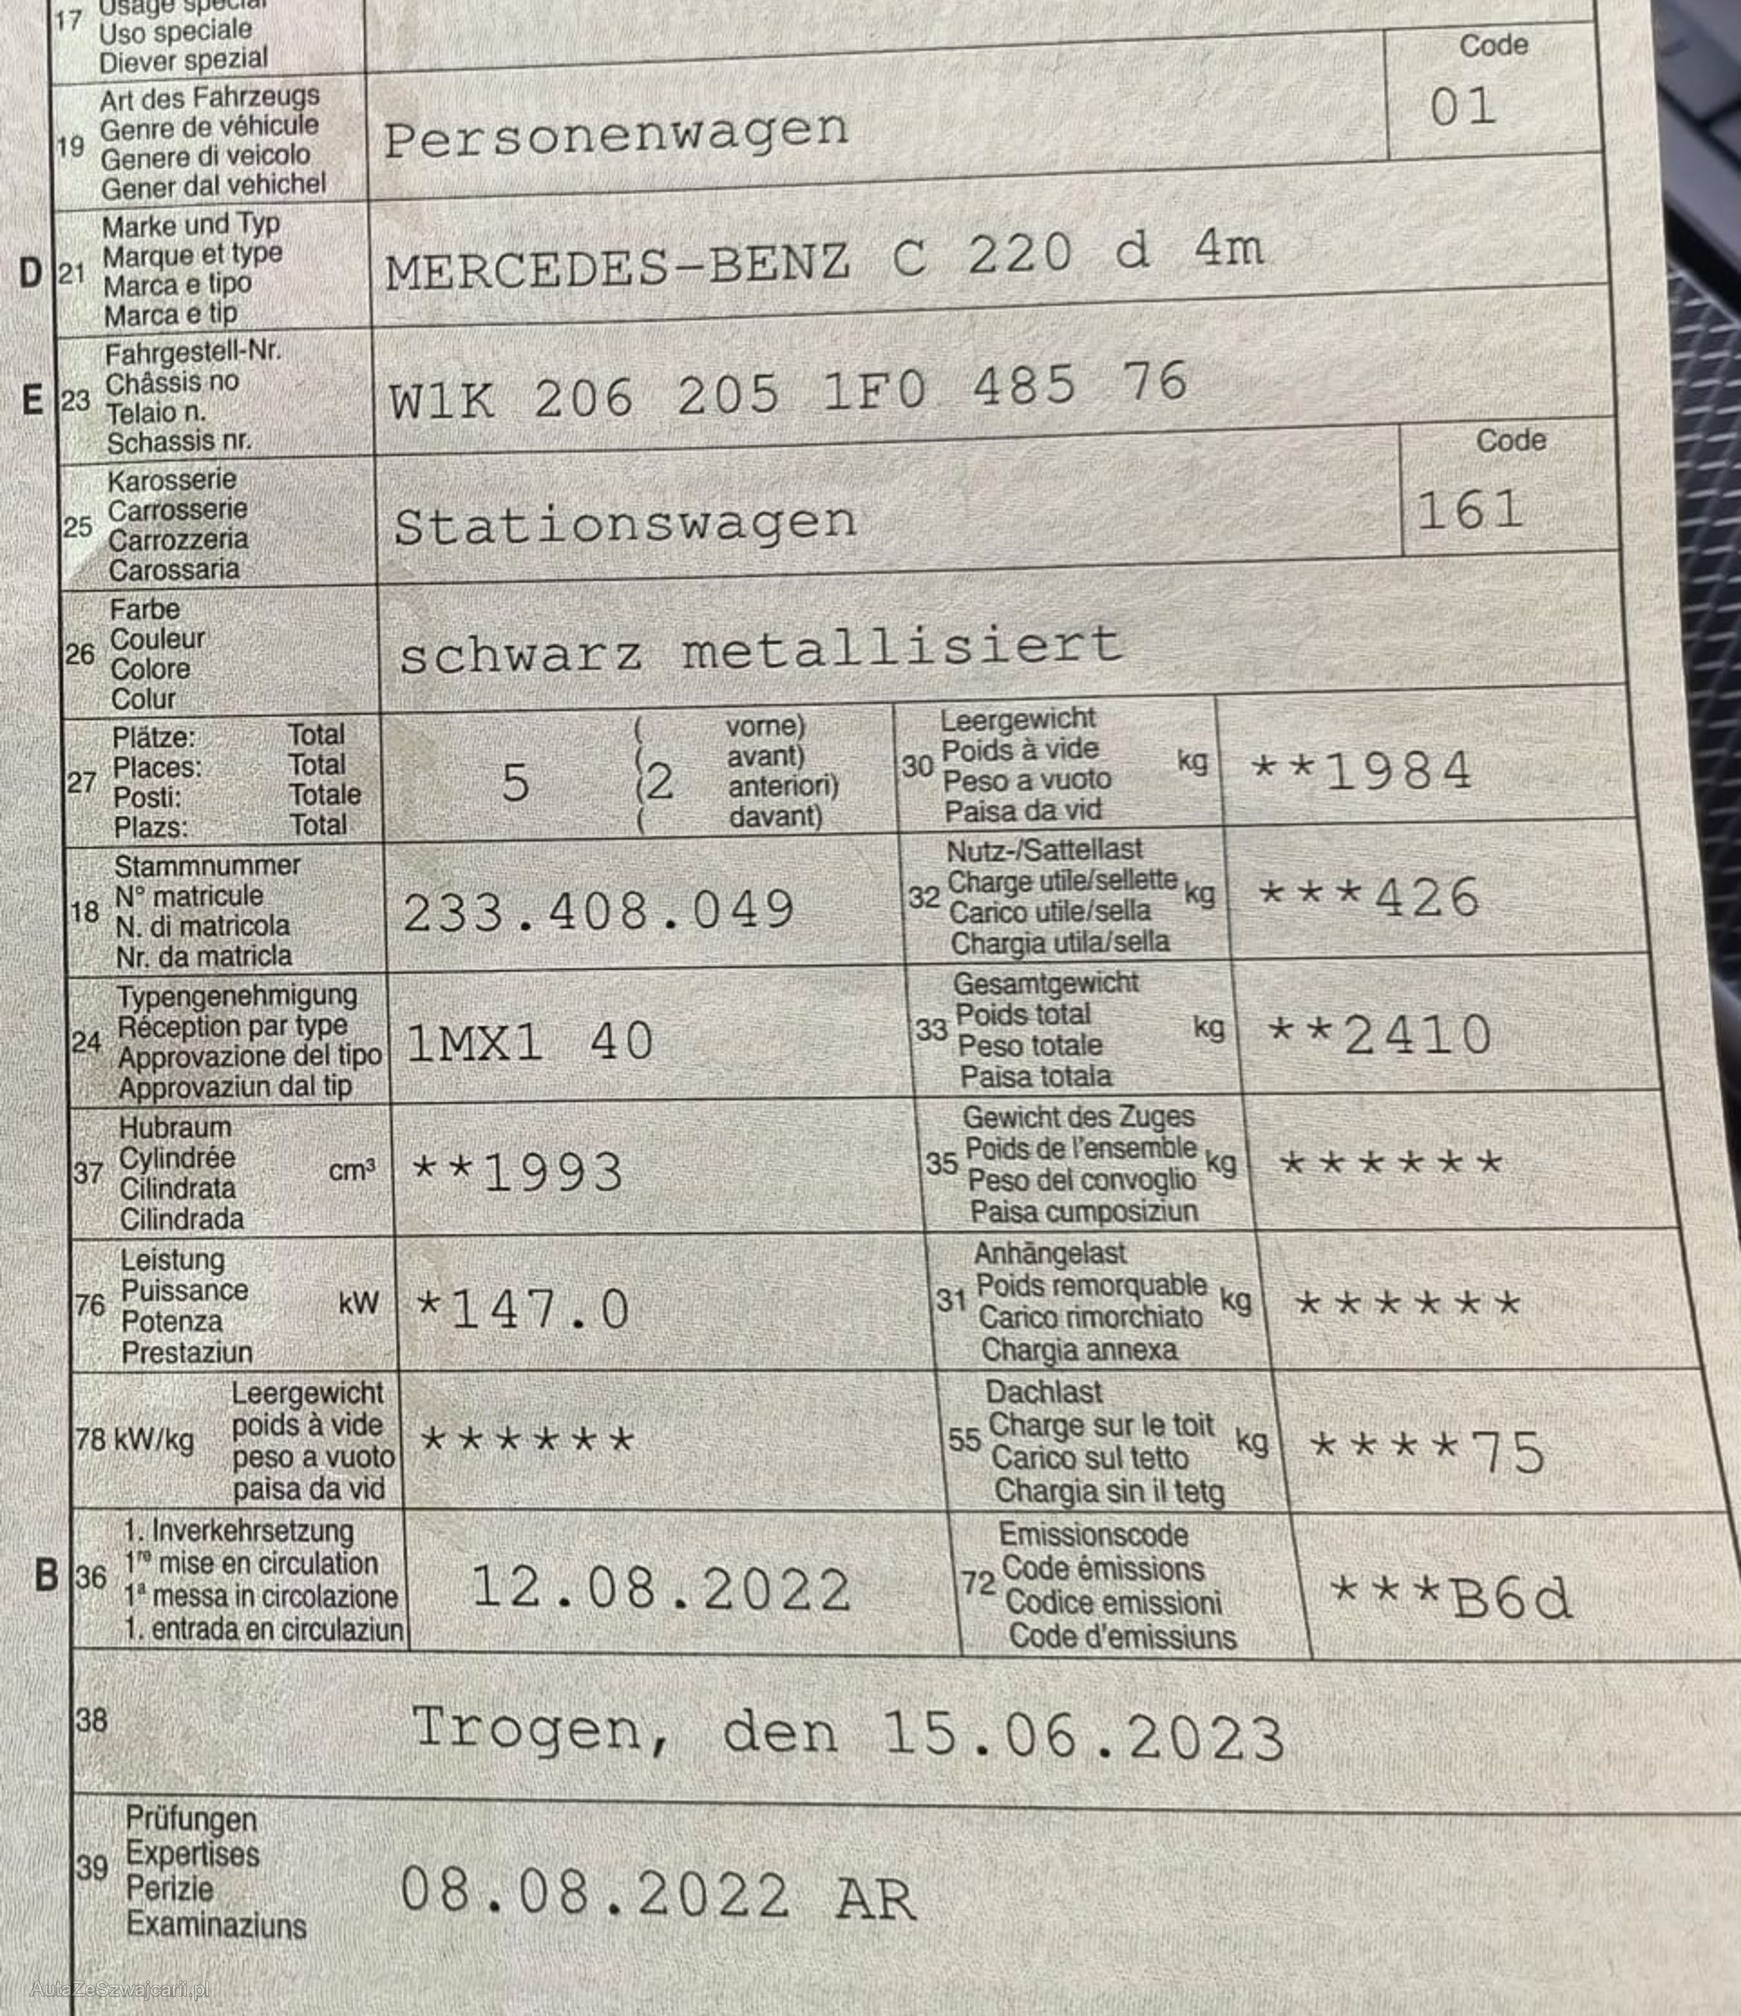 17 Usage spécial
Uso speciale
Diever spezial
19 Art des Fahrzeugs
Genre de véhicule
Genere di veicolo
Gener dal vehichel
Personenwagen
Code
01
D 21 Marke und Typ
Marque et type
Marca e tipo
Marca e tip
MERCEDES-BENZ C 220 d 4m
E 23 Fahrgestell-Nr.
Châssis no
Telaio n.
Schassis nr.
W1K 206 205 1F0 485 76
25 Karosserie
Carrosserie
Carrozzeria
Carossaria
Stationswagen
Code
161
26 Farbe
Couleur
Colore
Colur
schwarz metallisiert
27 Plätze: Total
Places: Total
Posti: Totale
Plazs: Total
5
( vorne)
( avant)
(2 anteriori)
( davant)
30 Leergewicht
Poids à vide
Peso a vuoto
Paisa da vid
kg
**1984
18 Stammnummer
N° matricule
N. di matricola
Nr. da matricla
233.408.049
32 Nutz-/Sattellast
Charge utile/sellette
Carico utile/sella
Chargia utila/sella
kg
***426
24 Typengenehmigung
Réception par type
Approvazione del tipo
Approvaziun dal tip
1MX1 40
33 Gesamtgewicht
Poids total
Peso totale
Paisa totala
kg
**2410
37 Hubraum
Cylindrée
Cilindrata
Cilindrada
cm³
**1993
35 Gewicht des Zuges
Poids de l'ensemble
Peso del convoglio
Paisa cumposiziun
kg
******
76 Leistung
Puissance
Potenza
Prestaziun
kW
*147.0
31 Anhängelast
Poids remorquable
Carico rimorchiato
Chargia annexa
kg
******
78 kW/kg
Leergewicht
poids à vide
peso a vuoto
paisa da vid
******
55 Dachlast
Charge sur le toit
Carico sul tetto
Chargia sin il tetg
kg
****75
B 36 1. Inverkehrsetzung
1re mise en circulation
1a messa in circolazione
1. entrada en circulaziun
12.08.2022
72 Emissionscode
Code émissions
Codice emissioni
Code d'emissiuns
***B6d
38
Trogen, den 15.06.2023
39 Prüfungen
Expertises
Perizie
Examinaziuns
08.08.2022 AR
AutaZeSzwajcarii.pl